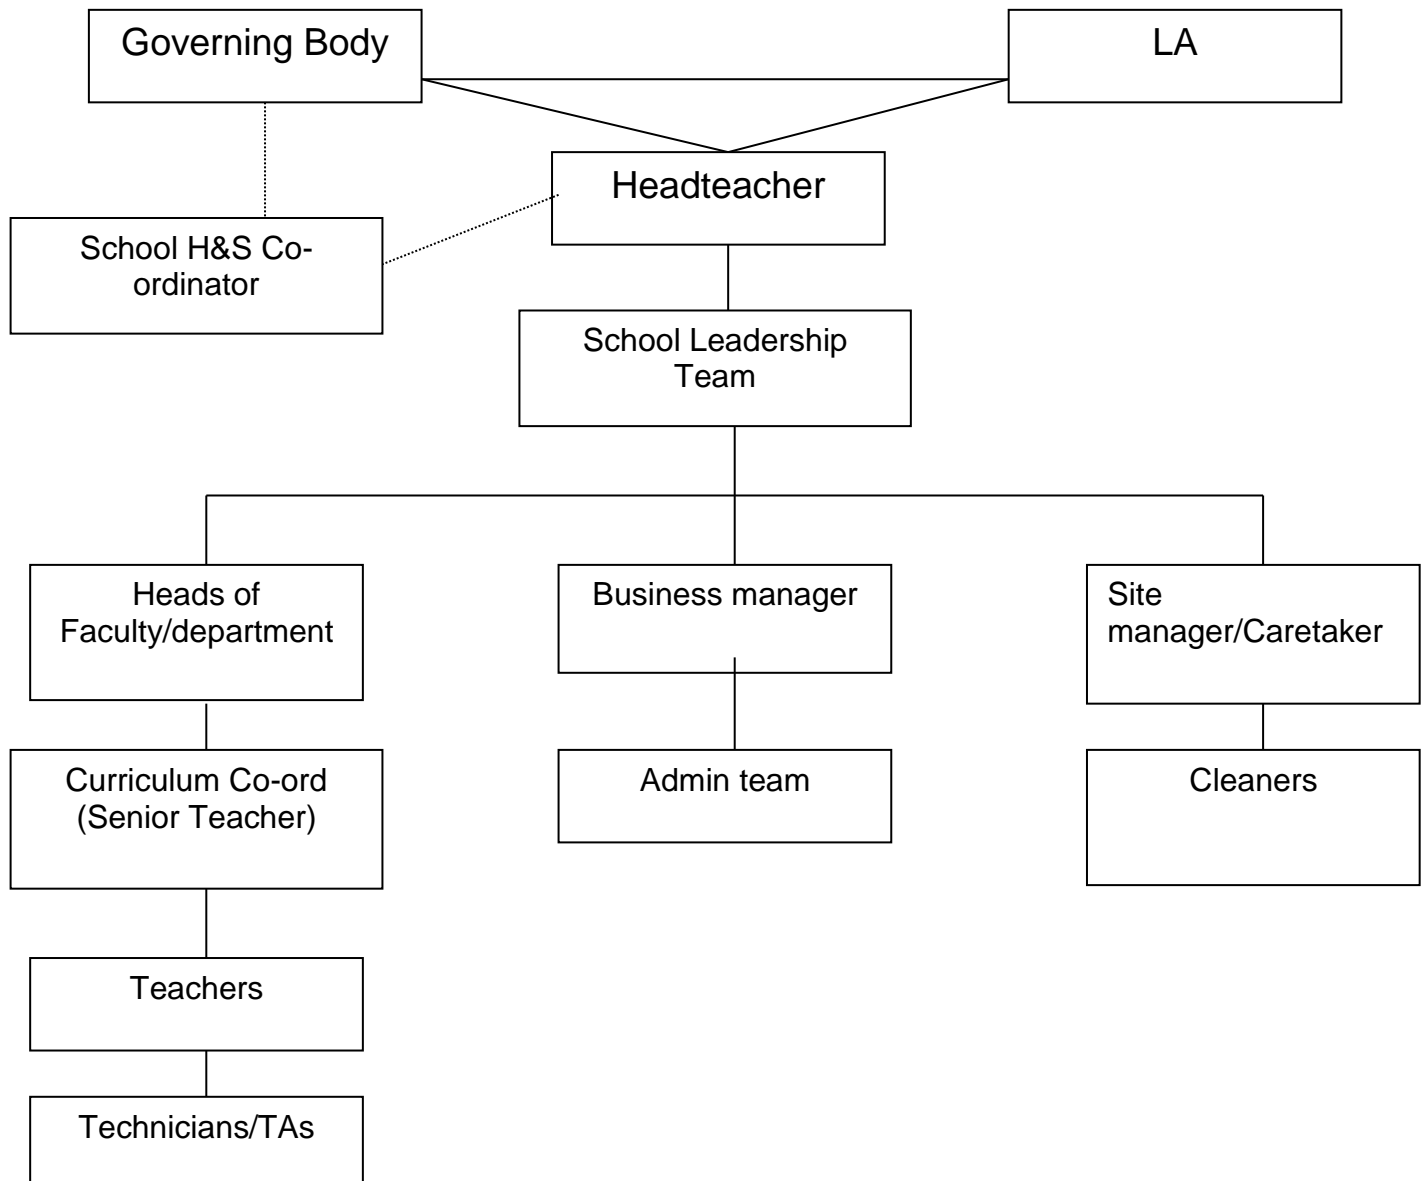 Governing Body
LA
Headteacher
School H&S Co-
ordinator
School Leadership
Team
Heads of
Faculty/department
Business manager
Site
manager/Caretaker
Curriculum Co-ord
(Senior Teacher)
Admin team
Cleaners
Teachers
Technicians/TAs